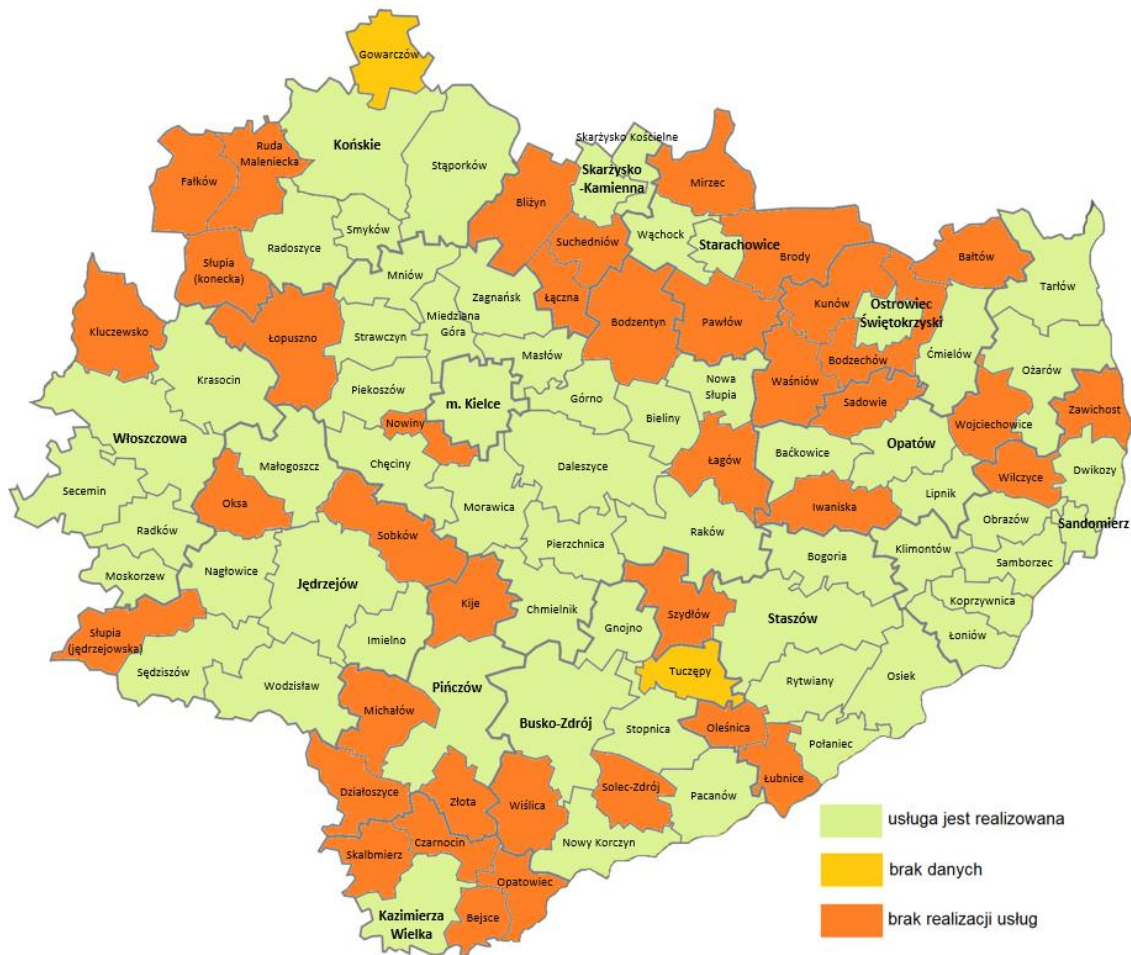 Gowarczów
Końskie
Stąporków
Ruda
Maleniecka
Fałków
Skarżysko Kościelne
Skarżysko
-Kamienna
Mirzec
Bliżyn
Smyków
Radoszyce
Suchedniów
Wąchock
Starachowice
Brody
Bałtów
Słupia
(konecka)
Mniów
Zagnańsk
Łączna
Tarłów
Kluczewsko
Łopuszno
Miedziana
Góra
Bodzentyn
Pawłów
Kunów
Ostrowiec
Świętokrzyski
Strawczyn
Masłów
Bodzechów
Ćmielów
Krasocin
Piekoszów
m. Kielce
Górno
Nowa
Słupia
Waśniów
Ożarów
Bieliny
Sadowie
Zawichost
Nowiny
Wojciechowice
Włoszczowa
Małogoszcz
Chęciny
Daleszyce
Łagów
Baćkowice
Opatów
Dwikozy
Wilczyce
Secemin
Oksa
Morawica
Iwaniska
Lipnik
Radków
Sobków
Raków
Obrazów
Sandomierz
Pierzchnica
Bogoria
Klimontów
Samborzec
Moskorzew
Nagłowice
Jędrzejów
Kije
Chmielnik
Szydłów
Staszów
Koprzywnica
Gnojno
Łoniów
Słupia
(jędrzejowska)
Imielno
Sędziszów
Tuczępy
Osiek
Wodzisław
Pińczów
Rytwiany
Michałów
Busko-Zdrój
Stopnica
Oleśnica
Połaniec
Łubnice
Działoszyce
Złota
Wiślica
Solec-Zdrój
Pacanów
Skalbmierz
Czarnocin
Nowy Korczyn
Opatowiec
Kazimierza
Wielka
Bejsce
usługa jest realizowana
brak danych
brak realizacji usług